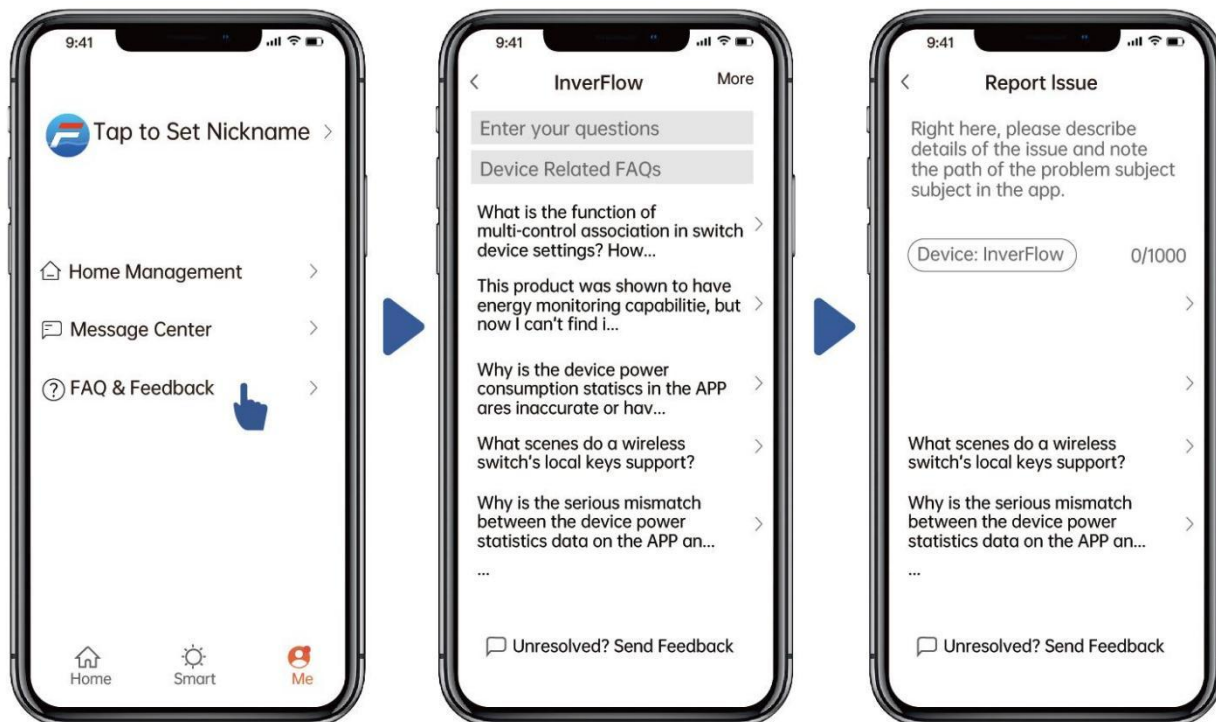 9:41
Tap to Set Nickname
Home Management
Message Center
FAQ & Feedback
Home
Smart
Me
9:41
InverFlow
More
Enter your questions
Device Related FAQs
What is the function of
multi-control association in switch
device settings? How...
This product was shown to have
energy monitoring capabilitie, but
now I can't find i...
Why is the device power
consumption statiscs in the APP
ares inaccurate or hav...
What scenes do a wireless
switch's local keys support?
Why is the serious mismatch
between the device power
statistics data on the APP an...
...
Unresolved? Send Feedback
9:41
Report Issue
Right here, please describe
details of the issue and note
the path of the problem subject
subject in the app.
Device: InverFlow
0/1000
What scenes do a wireless
switch's local keys support?
Why is the serious mismatch
between the device power
statistics data on the APP an...
...
Unresolved? Send Feedback